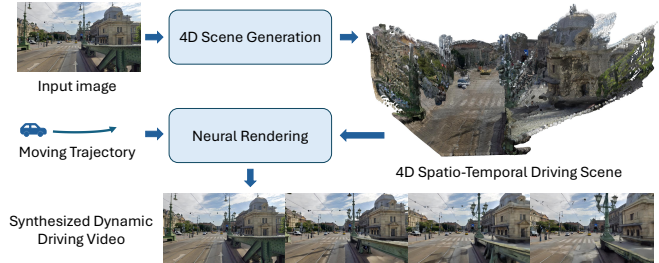 4D Scene Generation
Input image
Neural Rendering
Moving Trajectory
4D Spatio-Temporal Driving Scene
Synthesized Dynamic
Driving Video